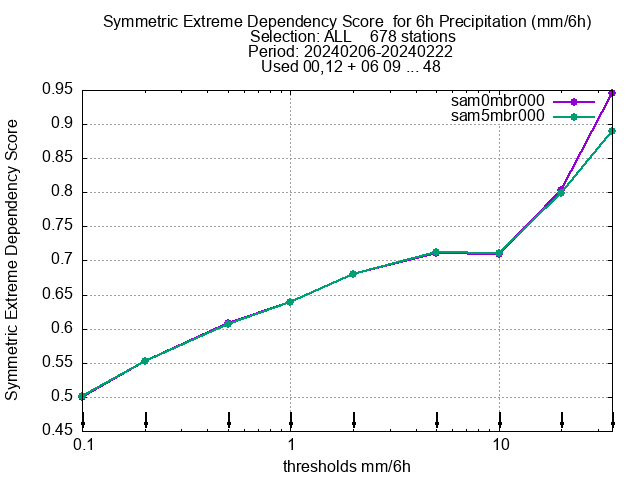 Symmetric Extreme Dependency Score  for 6h Precipitation (mm/6h)
Selection: ALL    678 stations
Period: 20240206-20240222
Used 00,12 + 06 09 ... 48
sam0mbr000
sam5mbr000
Symmetric Extreme Dependency Score
0.95
0.9
0.85
0.8
0.75
0.7
0.65
0.6
0.55
0.5
0.45
0.1
1
10
thresholds mm/6h